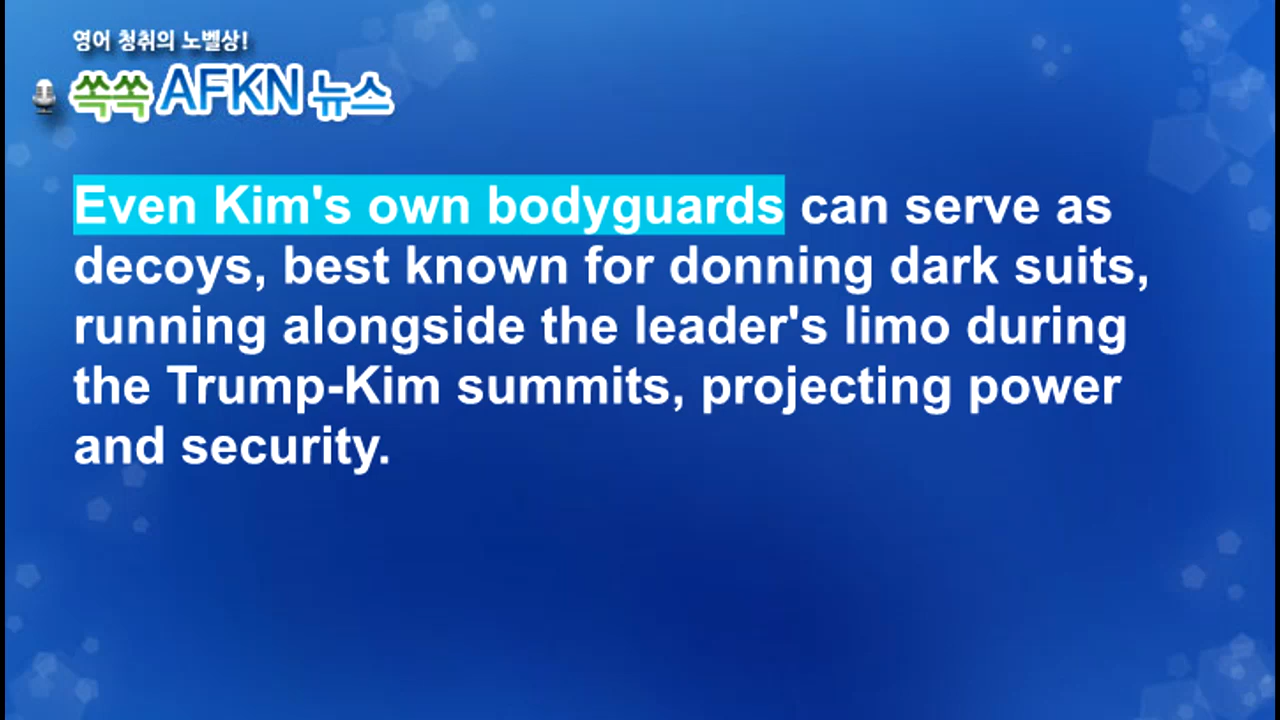 영어 청취의 노벨상!
쏙쏙 AFKN 뉴스
Even Kim's own bodyguards can serve as
decoys, best known for donning dark suits,
running alongside the leader's limo during
the Trump-Kim summits, projecting power
and security.